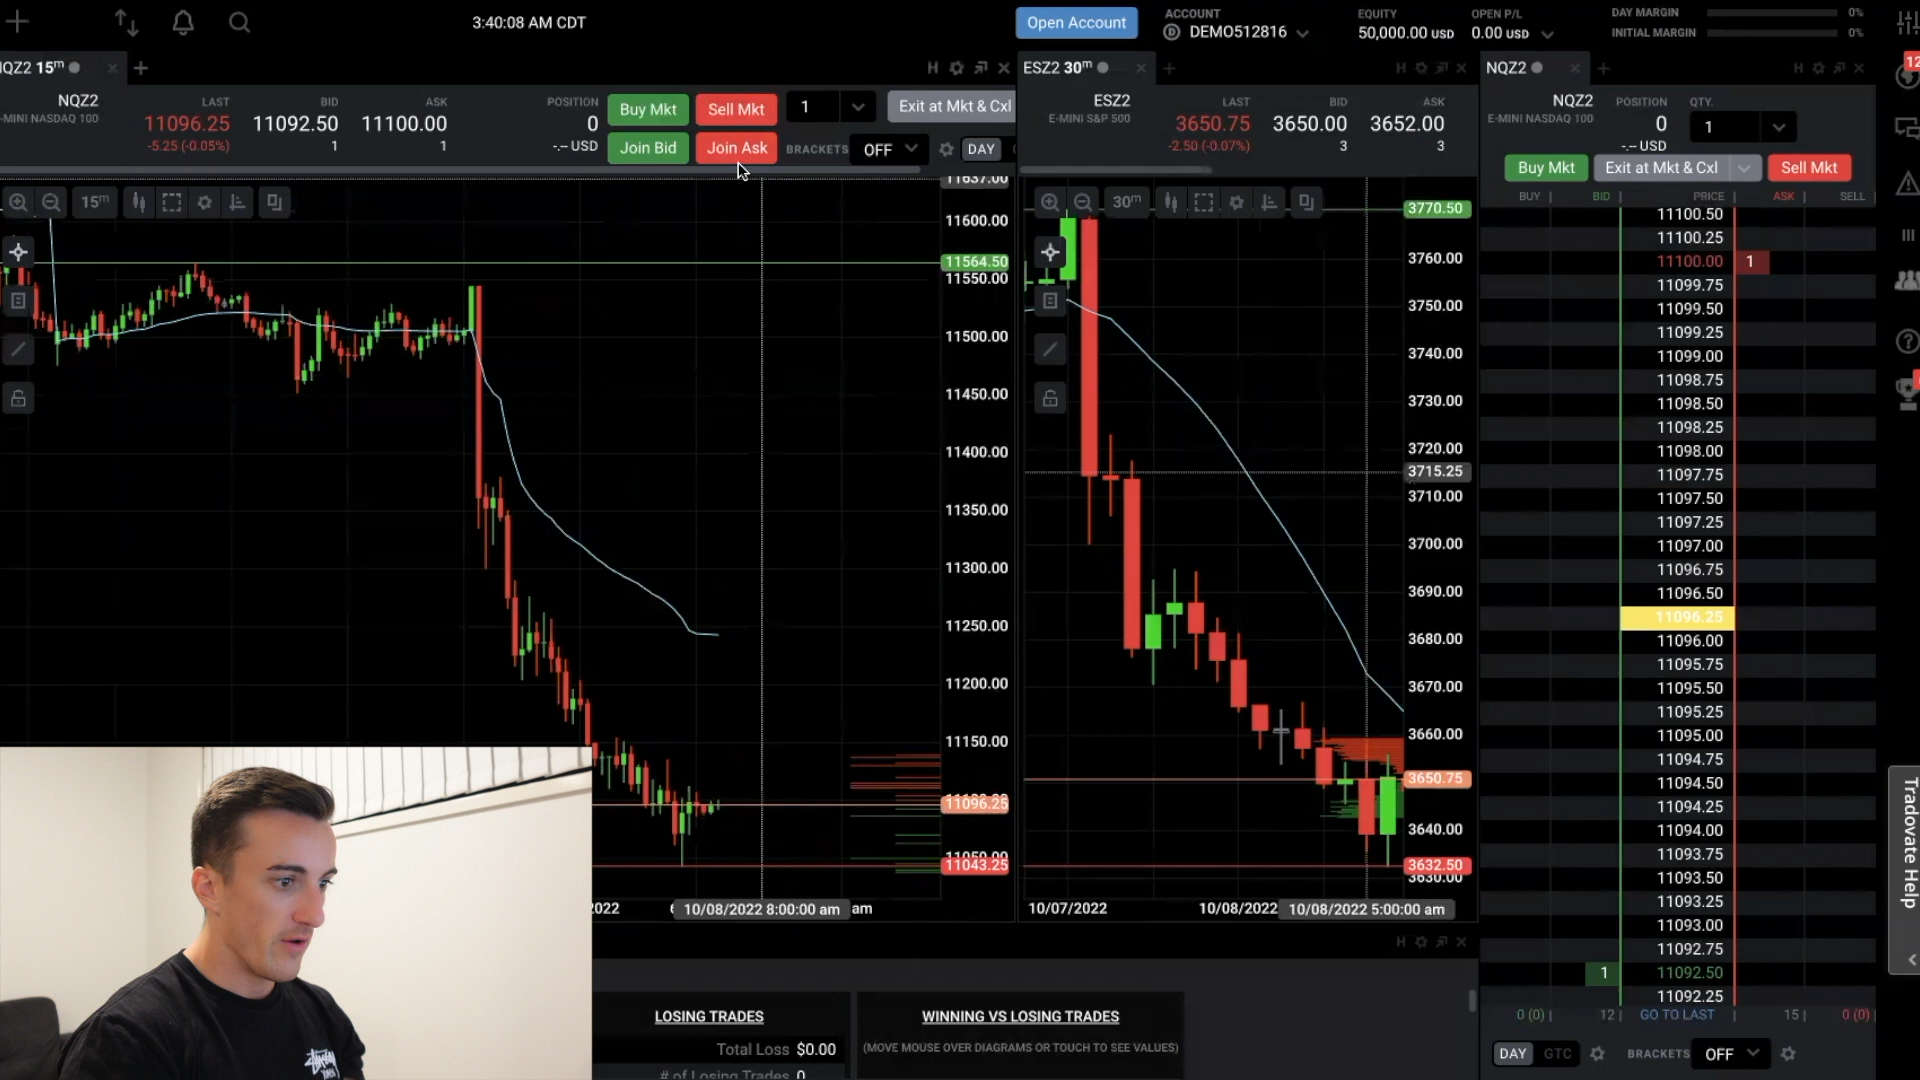 3:40:08 AM CDT
Open Account
ACCOUNT
DEMO512816
EQUITY
50,000.00 USD
OPEN P/L
0.00 USD
DAY MARGIN
0%
INITIAL MARGIN
0%
NQZ2 15m
NQZ2
E-MINI NASDAQ 100
LAST
11096.25
-5.25 (-0.05%)
BID
11092.50
1
ASK
11100.00
1
POSITION
0
-.-- USD
Buy Mkt
Sell Mkt
Join Bid
Join Ask
1
Exit at Mkt & Cxl
BRACKETS
OFF
DAY
H
15m
11637.00
11600.00
11564.50
11550.00
11500.00
11450.00
11400.00
11350.00
11300.00
11250.00
11200.00
11150.00
11096.25
11050.00
11043.25
2022
10/08/2022 8:00:00 am
am
ESZ2 30m
H
ESZ2
E-MINI S&P 500
LAST
3650.75
-2.50 (-0.07%)
BID
3650.00
3
ASK
3652.00
3
30m
3770.50
3760.00
3750.00
3740.00
3730.00
3720.00
3715.25
3710.00
3700.00
3690.00
3680.00
3670.00
3660.00
3650.75
3640.00
3632.50
3630.00
10/07/2022
10/08/2022
10/08/2022 5:00:00 am
NQZ2
H
NQZ2
E-MINI NASDAQ 100
POSITION
0
-.-- USD
QTY.
1
Buy Mkt
Exit at Mkt & Cxl
Sell Mkt
BUY
BID
PRICE
ASK
SELL
11100.50
11100.25
11100.00
1
11099.75
11099.50
11099.25
11099.00
11098.75
11098.50
11098.25
11098.00
11097.75
11097.50
11097.25
11097.00
11096.75
11096.50
11096.25
11096.00
11095.75
11095.50
11095.25
11095.00
11094.75
11094.50
11094.25
11094.00
11093.75
11093.50
11093.25
11093.00
11092.75
1
11092.50
11092.25
0 (0)
12
GO TO LAST
15
0 (0)
DAY
GTC
BRACKETS
OFF
12
Tradovate Help
H
LOSING TRADES
Total Loss $0.00
# of Losing Trades 0
WINNING VS LOSING TRADES
(MOVE MOUSE OVER DIAGRAMS OR TOUCH TO SEE VALUES)